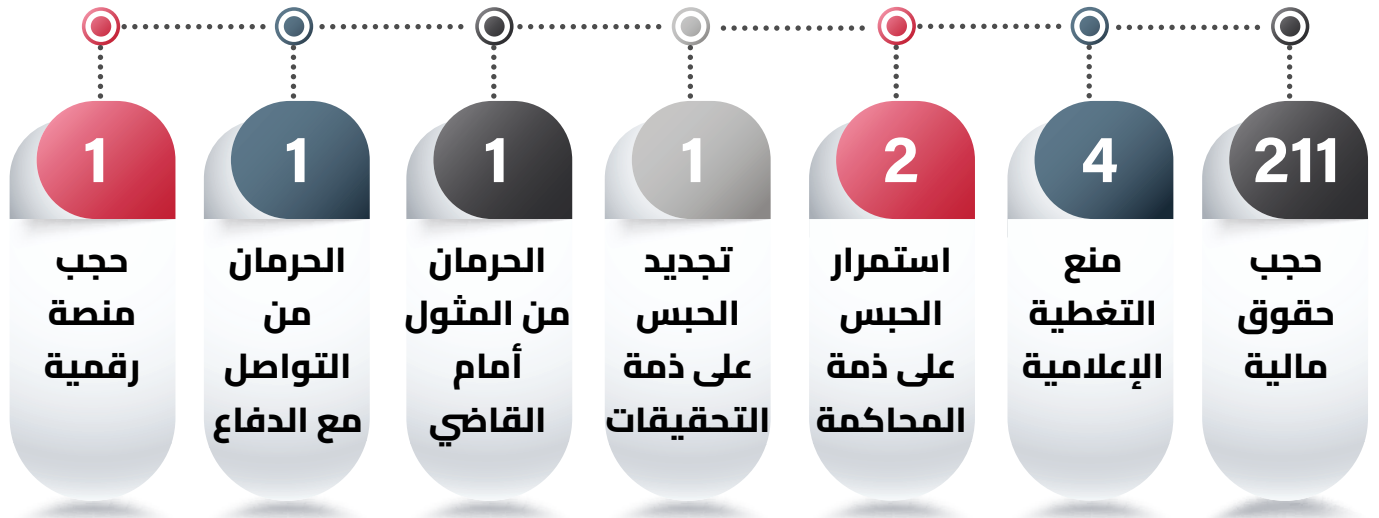 211
حجب
حقوق
مالية
4
منع
التغطية
الإعلامية
2
استمرار
الحبس
على ذمة
المحاكمة
1
تجديد
الحبس
على ذمة
التحقيقات
1
الحرمان
من المثول
أمام
القاضي
1
الحرمان
من
التواصل
مع الدفاع
1
حجب
منصة
رقمية